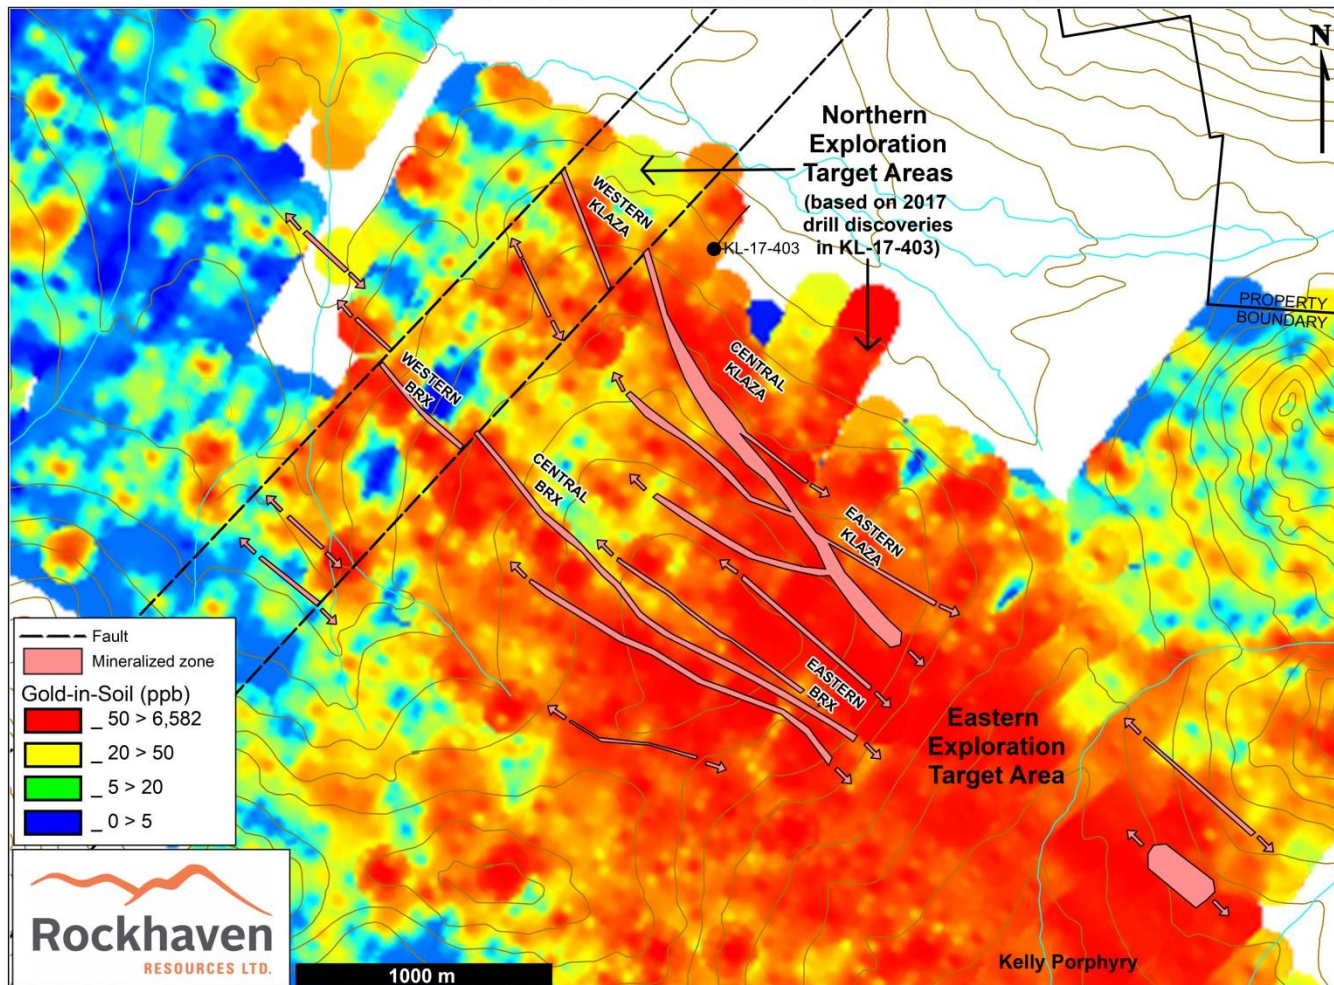 N
Northern
Exploration
Target Areas
(based on 2017
drill discoveries
in KL-17-403)
KL-17-403
WESTERN
KLAZA
CENTRAL
KLAZA
EASTERN
KLAZA
WESTERN
BRX
CENTRAL
BRX
EASTERN
BRX
PROPERTY
BOUNDARY
Eastern
Exploration
Target Area
Kelly Porphyry
Fault
Mineralized zone
Gold-in-Soil (ppb)
_ 50 > 6,582
_ 20 > 50
_ 5 > 20
_ 0 > 5
Rockhaven
RESOURCES LTD.
1000 m